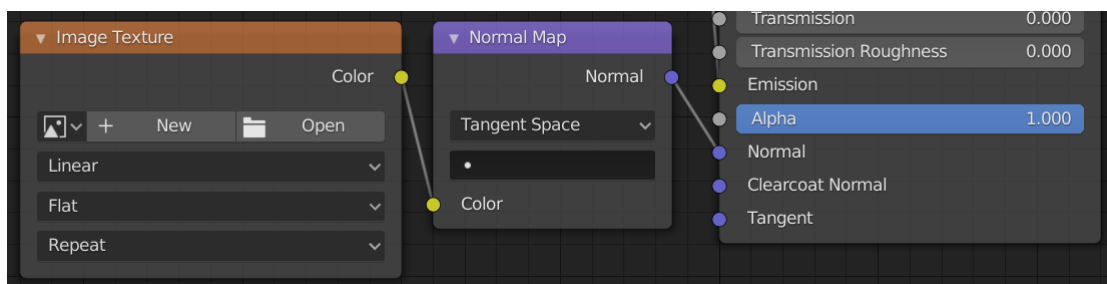 Image Texture
Color
New
Open
Linear
Flat
Repeat
Normal Map
Normal
Tangent Space
Color
Transmission 0.000
Transmission Roughness 0.000
Emission
Alpha 1.000
Normal
Clearcoat Normal
Tangent